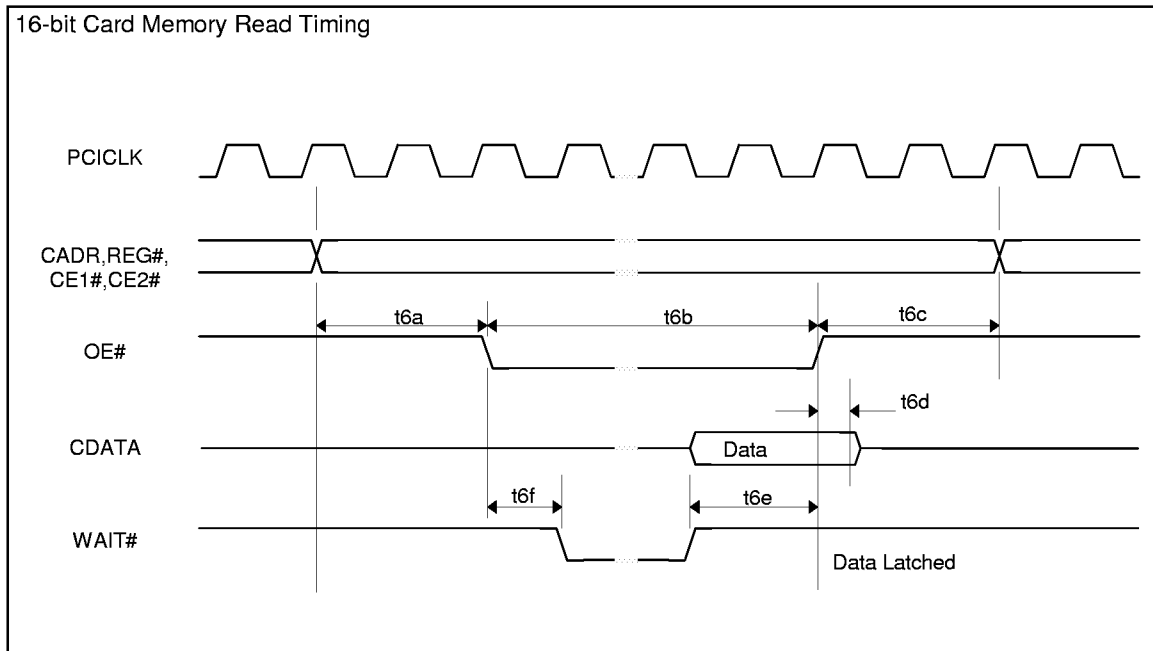 16-bit Card Memory Read Timing
PCICLK
CADR,REG#,
CE1#,CE2#
t6a
t6b
t6c
OE#
t6d
CDATA
Data
t6f
t6e
WAIT#
Data Latched